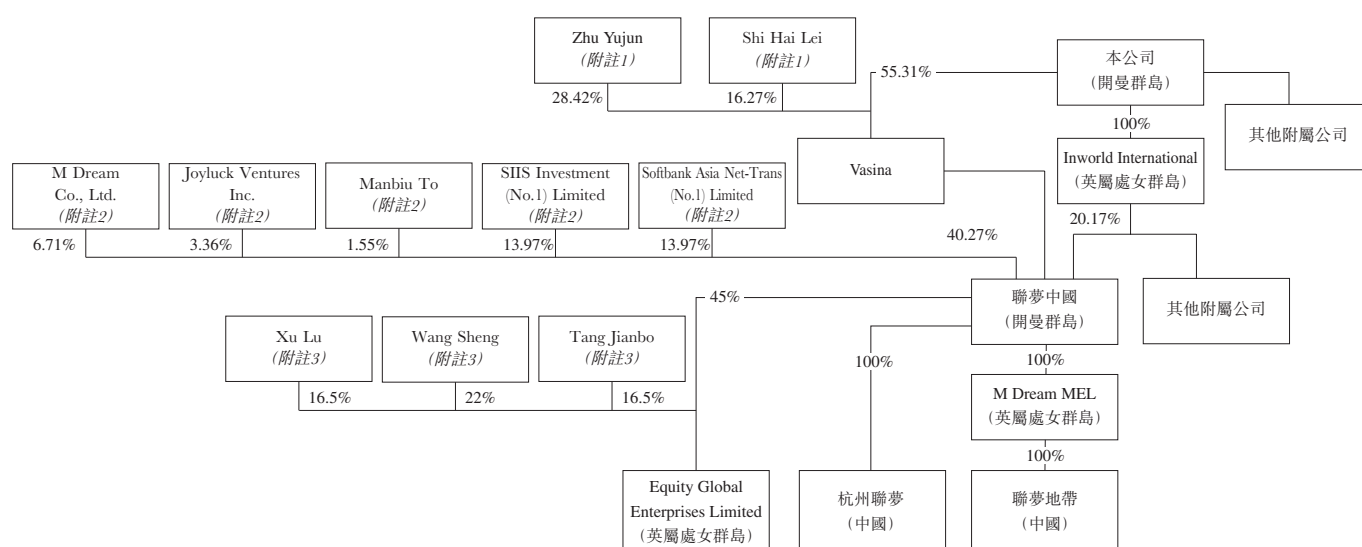 Zhu Yujun
(附註1)
Shi Hai Lei
(附註1)
本公司
(開曼群島)
55.31%
28.42%
16.27%
100%
其他附屬公司
Vasina
Inworld International
(英屬處女群島)
M Dream
Co., Ltd.
(附註2)
Joyluck Ventures
Inc.
(附註2)
Manbiu To
(附註2)
SIIS Investment
(No.1) Limited
(附註2)
Softbank Asia Net-Trans
(No.1) Limited
(附註2)
20.17%
6.71%
3.36%
1.55%
13.97%
13.97%
40.27%
聯夢中國
(開曼群島)
其他附屬公司
45%
Xu Lu
(附註3)
Wang Sheng
(附註3)
Tang Jianbo
(附註3)
100%
100%
16.5%
22%
16.5%
M Dream MEL
(英屬處女群島)
100%
Equity Global
Enterprises Limited
(英屬處女群島)
杭州聯夢
(中國)
聯夢地帶
(中國)